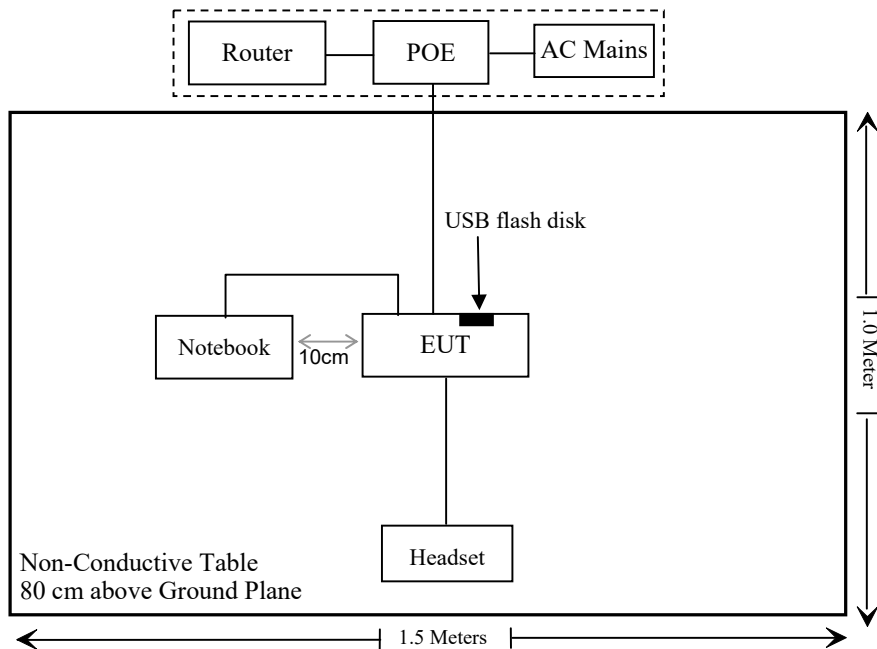 Router
POE
AC Mains
USB flash disk
Notebook
10cm
EUT
1.0 Meter
Headset
Non-Conductive Table
80 cm above Ground Plane
1.5 Meters